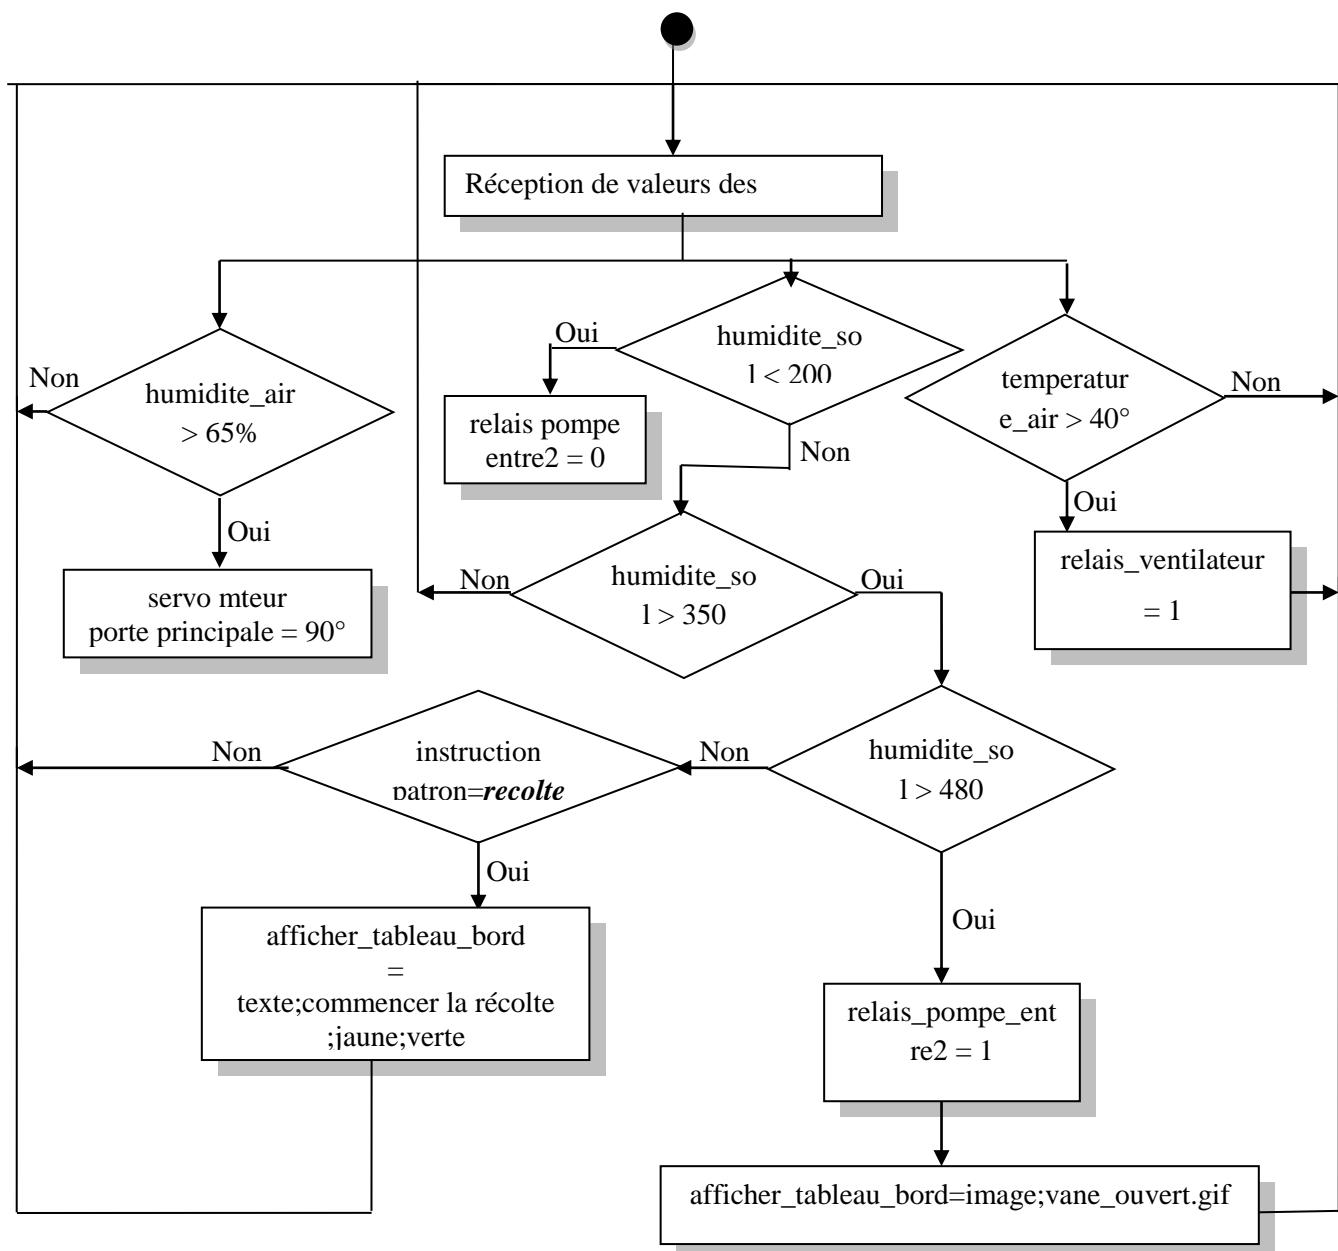 Réception de valeurs des
Oui
humidite_so
l < 200
Non
humidite_air
> 65%
temperatur
e_air > 40°
Non
relais pompe
entre2 = 0
Non
Oui
Oui
relais_ventilateur
= 1
Non
humidite_so
l > 350
Oui
servo mteur
porte principale = 90°
Non
instruction
patron=recolte
Non
humidite_so
l > 480
Oui
Oui
afficher_tableau_bord
=
texte;commencer la récolte
;jaune;verte
relais_pompe_ent
re2 = 1
afficher_tableau_bord=image;vane_ouvert.gif